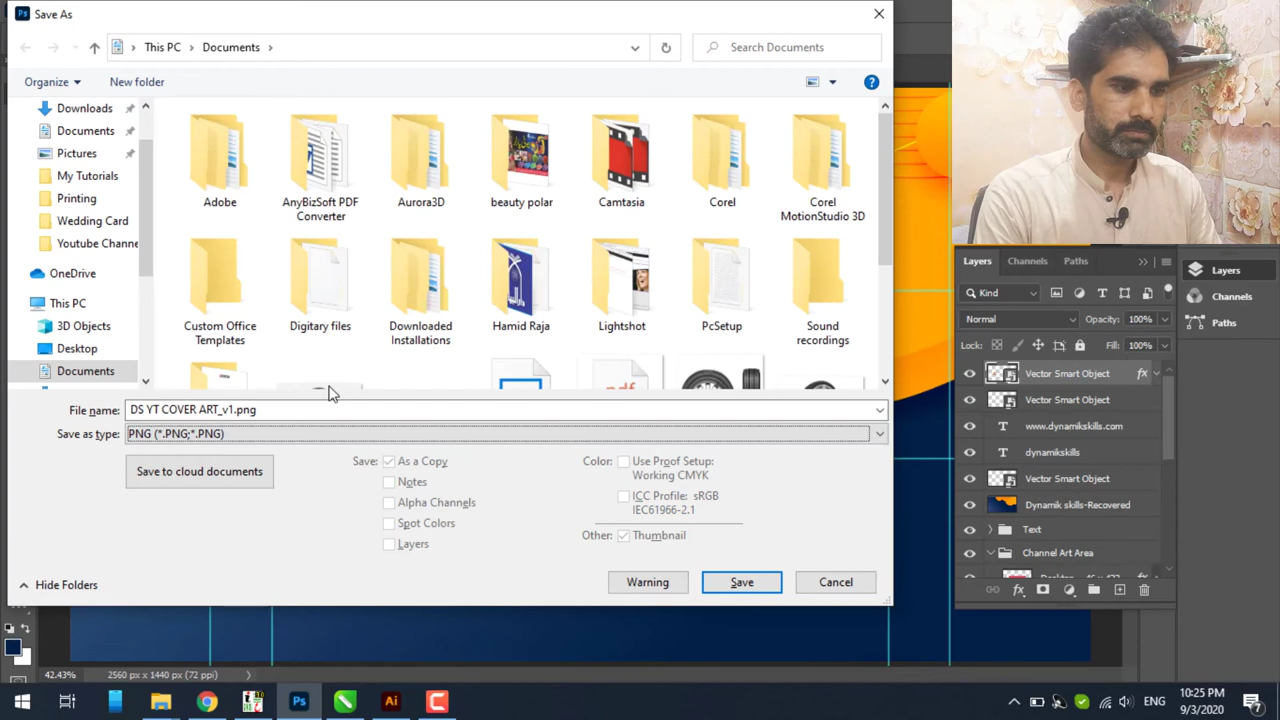 Save As
This PC > Documents >
Search Documents
Organize
New folder
Downloads
Documents
Pictures
My Tutorials
Printing
Wedding Card
Youtube Channe
OneDrive
This PC
3D Objects
Desktop
Documents
Adobe
AnyBizSoft PDF Converter
Aurora3D
beauty polar
Camtasia
Corel
Corel MotionStudio 3D
Custom Office Templates
Digitary files
Downloaded Installations
Hamid Raja
Lightshot
PcSetup
Sound recordings
File name: DS YT COVER ART_v1.png
Save as type: PNG (*.PNG;*.PNG)
Save to cloud documents
Save: As a Copy
Notes
Alpha Channels
Spot Colors
Layers
Color: Use Proof Setup:
Working CMYK
ICC Profile: sRGB
IEC61966-2.1
Other: Thumbnail
Hide Folders
Warning
Save
Cancel
Layers
Channels
Paths
Kind
Normal
Opacity: 100%
Lock:
Fill: 100%
Vector Smart Object
fx
Vector Smart Object
www.dynamikskills.com
dynamikskills
Vector Smart Object
Dynamik skills-Recovered
Text
Channel Art Area
Layers
Channels
Paths
42.43%
2560 px x 1440 px (72 ppi)
Ps
Ai
ENG
10:25 PM
9/3/2020
7